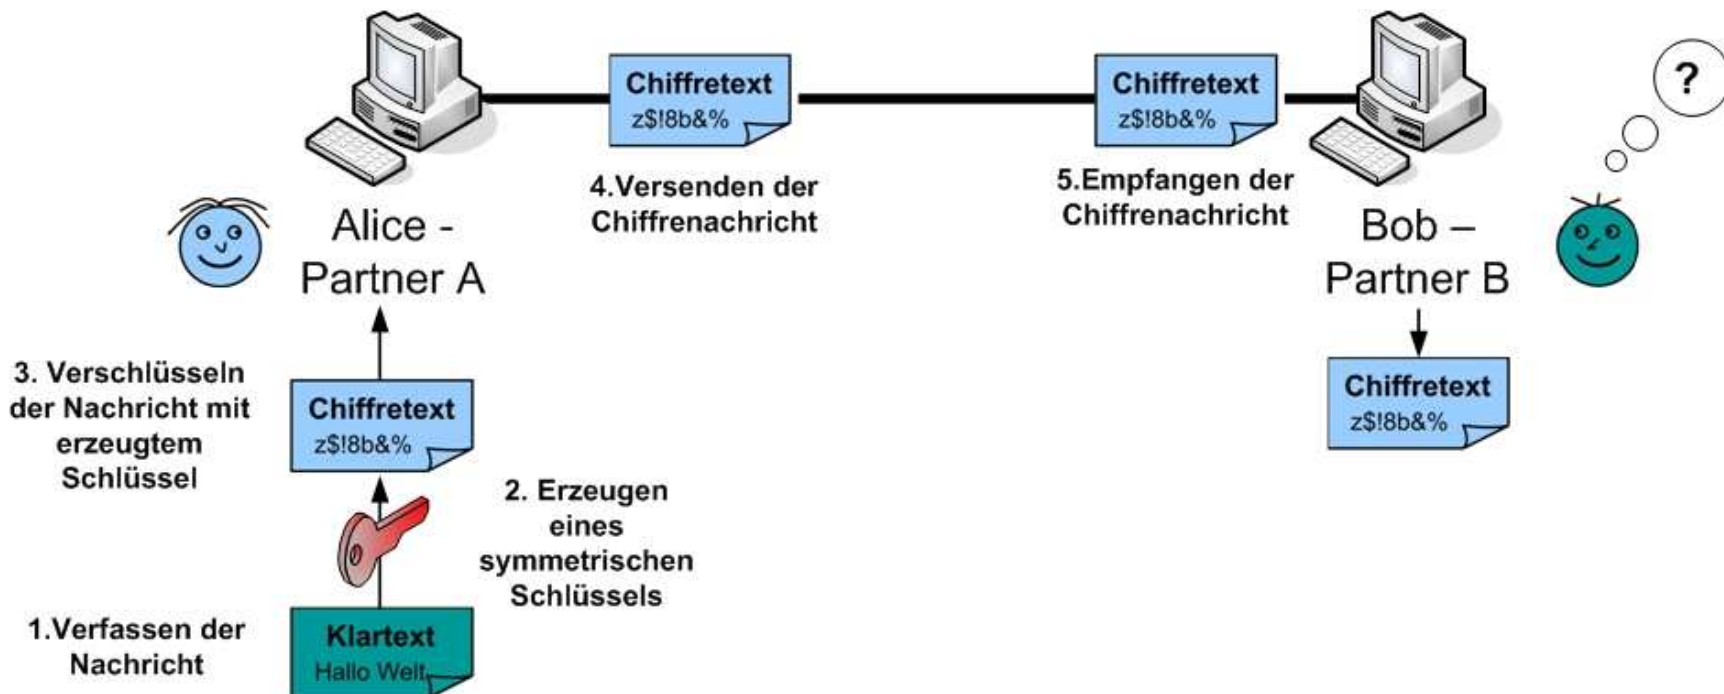 Chiffretext
z$!8b&%
Chiffretext
z$!8b&%
?
4.Versenden der
Chiffrenachricht
5.Empfangen der
Chiffrenachricht
Alice -
Partner A
Bob –
Partner B
3. Verschlüsseln
der Nachricht mit
erzeugtem
Schlüssel
Chiffretext
z$!8b&%
Chiffretext
z$!8b&%
2. Erzeugen
eines
symmetrischen
Schlüssels
1.Verfassen der
Nachricht
Klartext
Hallo Welt